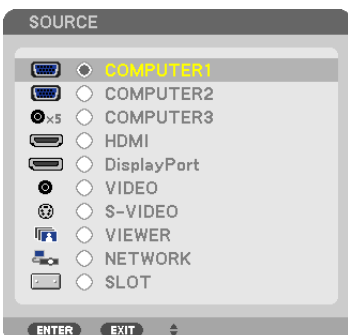 SOURCE
COMPUTER1
COMPUTER2
×5 COMPUTER3
HDMI
DisplayPort
VIDEO
S-VIDEO
VIEWER
NETWORK
SLOT
ENTER EXIT